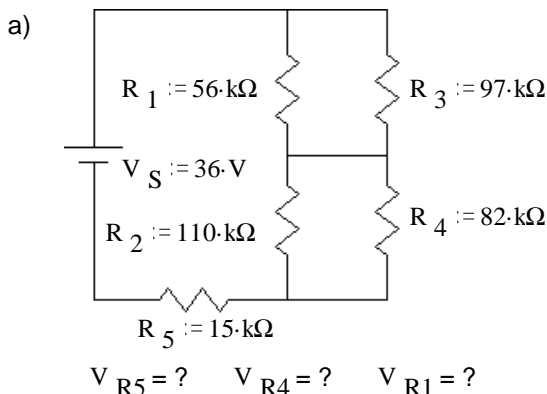 a)
R 1 := 56·kΩ
R 3 := 97·kΩ
V S := 36·V
R 2 := 110·kΩ
R 4 := 82·kΩ
R 5 := 15·kΩ
V R5 = ? V R4 = ? V R1 = ?